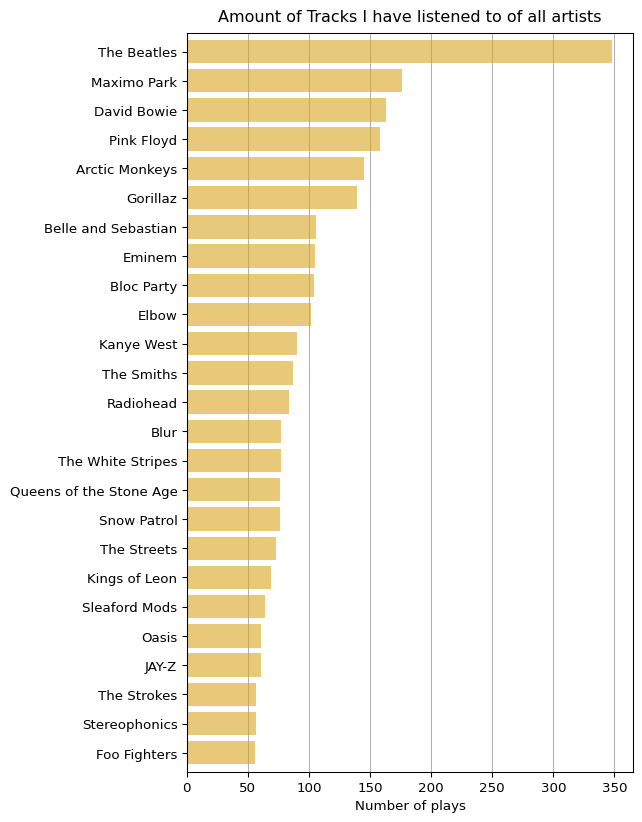 Amount of Tracks I have listened to of all artists
The Beatles
Maximo Park
David Bowie
Pink Floyd
Arctic Monkeys
Gorillaz
Belle and Sebastian
Eminem
Bloc Party
Elbow
Kanye West
The Smiths
Radiohead
Blur
The White Stripes
Queens of the Stone Age
Snow Patrol
The Streets
Kings of Leon
Sleaford Mods
Oasis
JAY-Z
The Strokes
Stereophonics
Foo Fighters
0 50 100 150 200 250 300 350
Number of plays